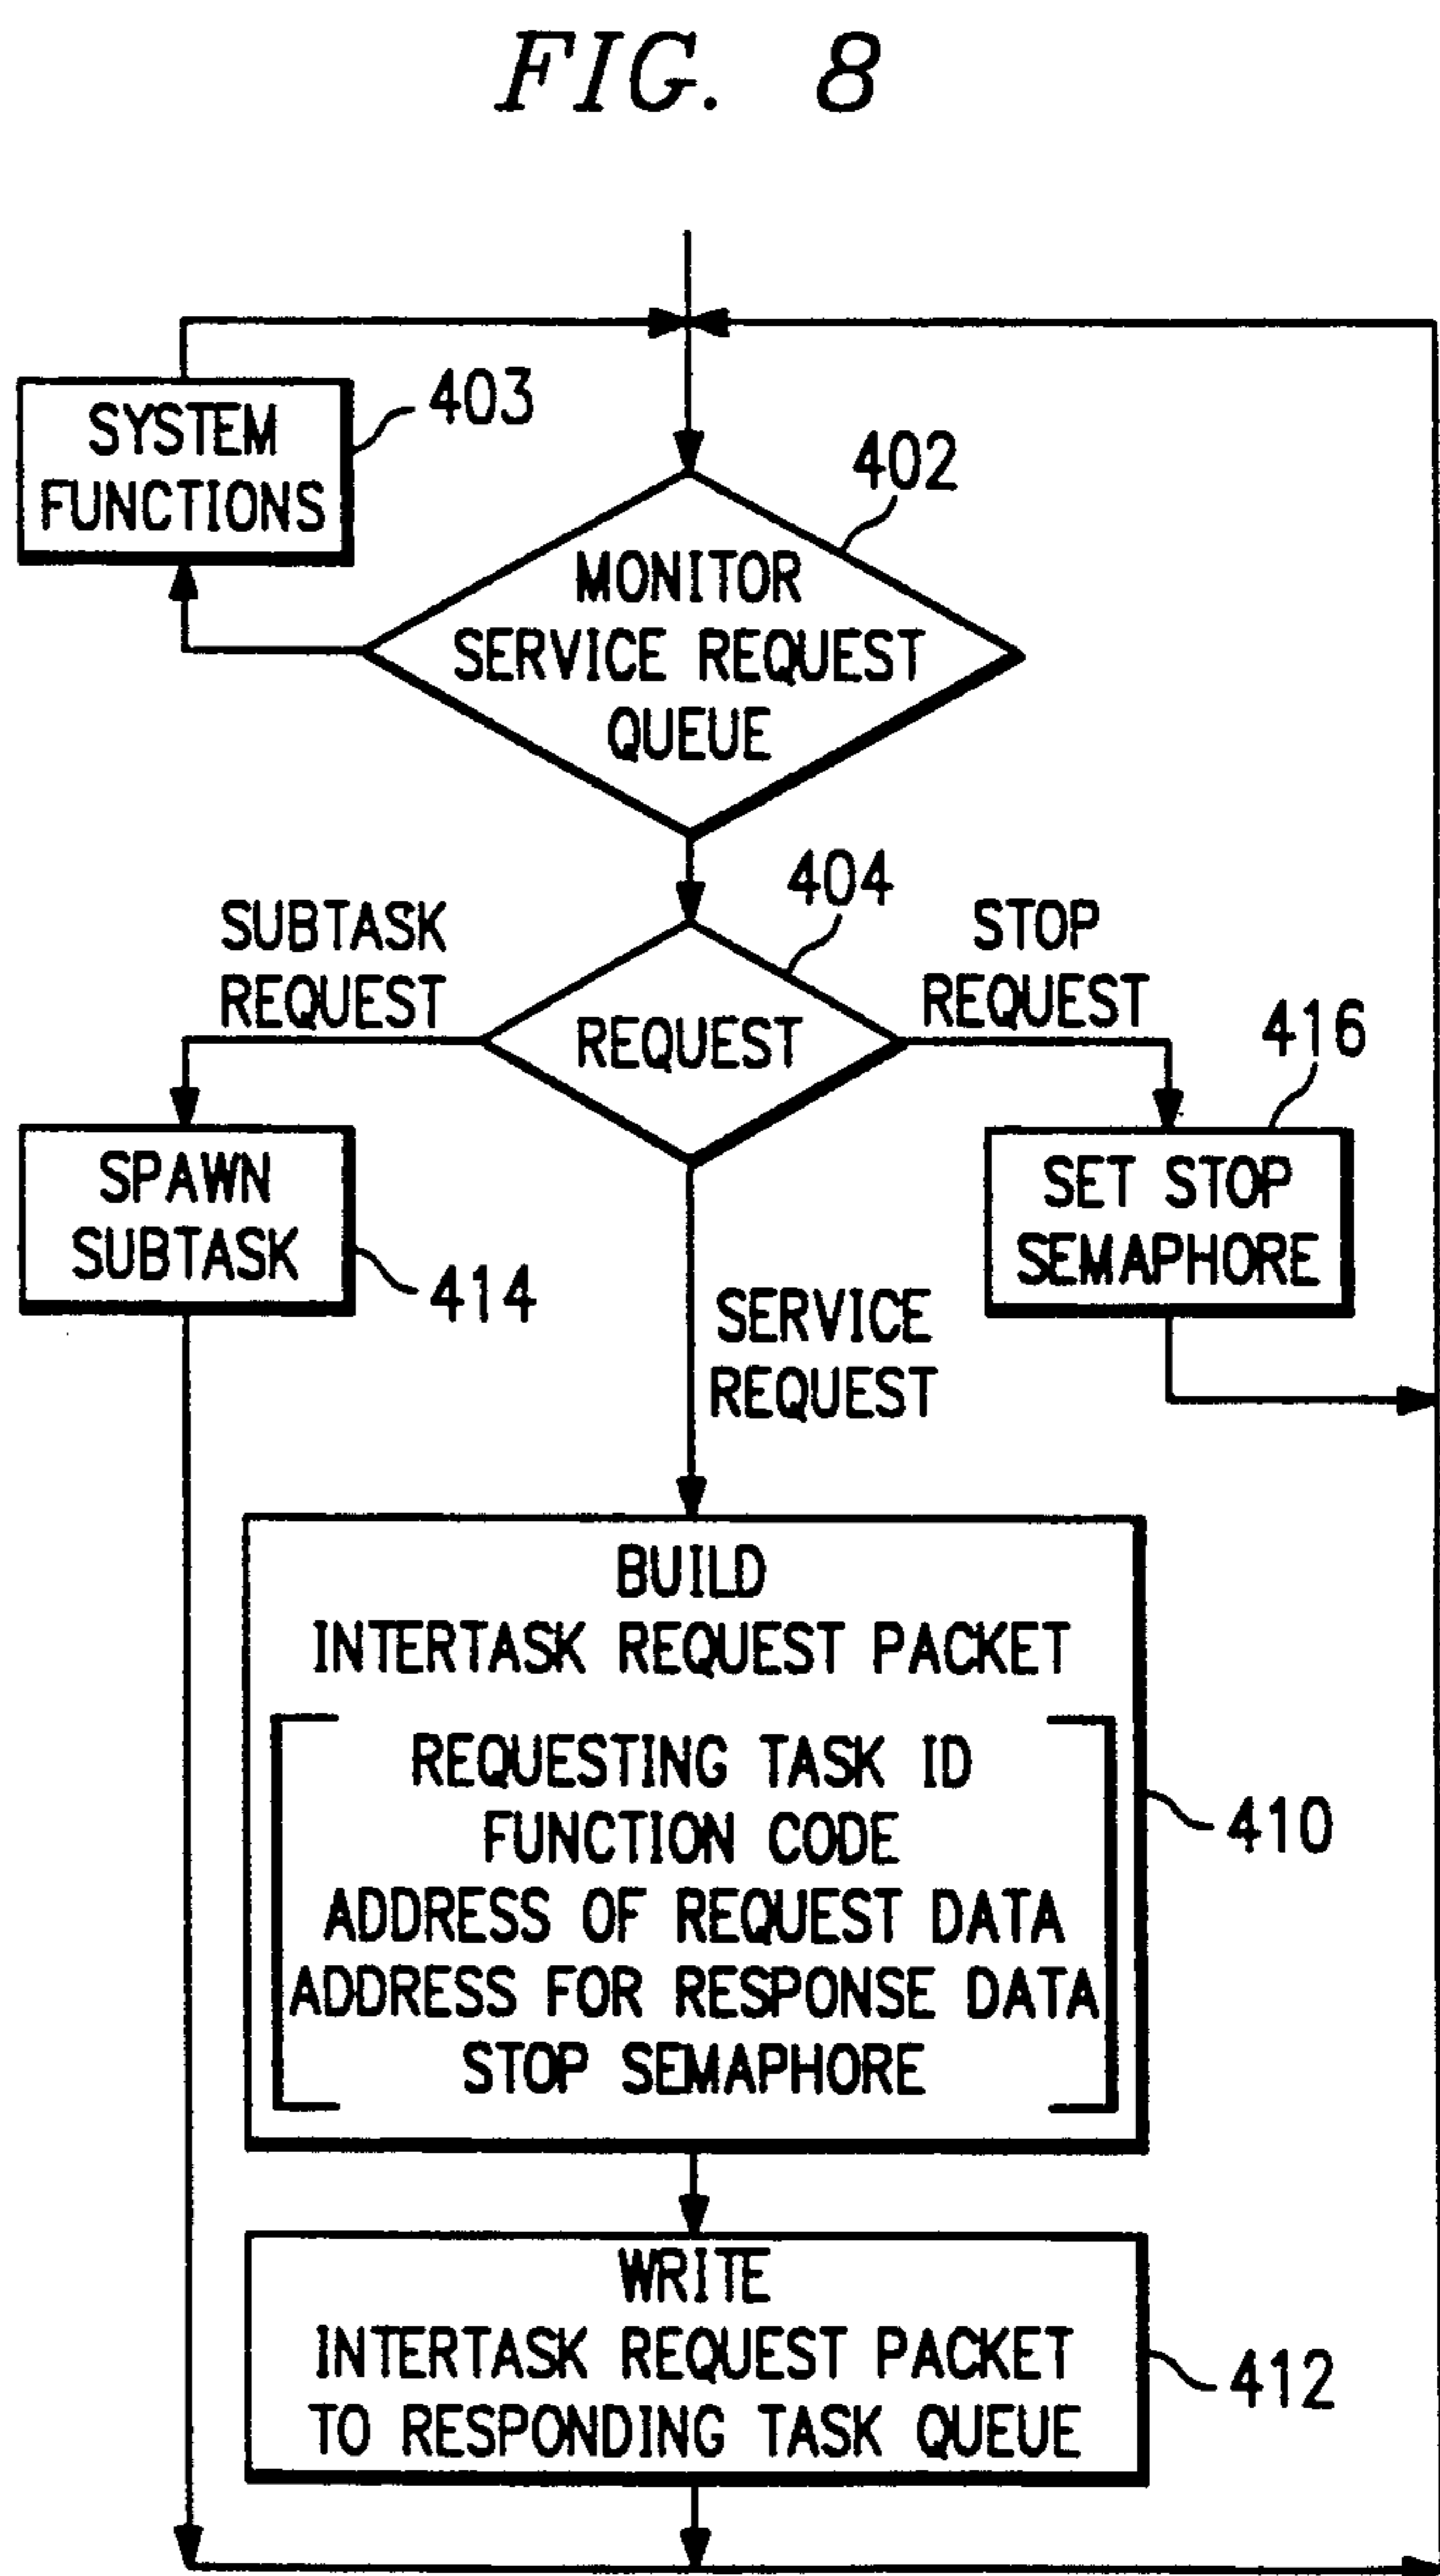 FIG. 8
SYSTEM
FUNCTIONS
403
402
MONITOR
SERVICE REQUEST
QUEUE
404
SUBTASK
REQUEST
REQUEST
STOP
REQUEST
416
SPAWN
SUBTASK
414
SET STOP
SEMAPHORE
SERVICE
REQUEST
BUILD
INTERTASK REQUEST PACKET
REQUESTING TASK ID
FUNCTION CODE
ADDRESS OF REQUEST DATA
ADDRESS FOR RESPONSE DATA
STOP SEMAPHORE
410
WRITE
INTERTASK REQUEST PACKET
TO RESPONDING TASK QUEUE
412